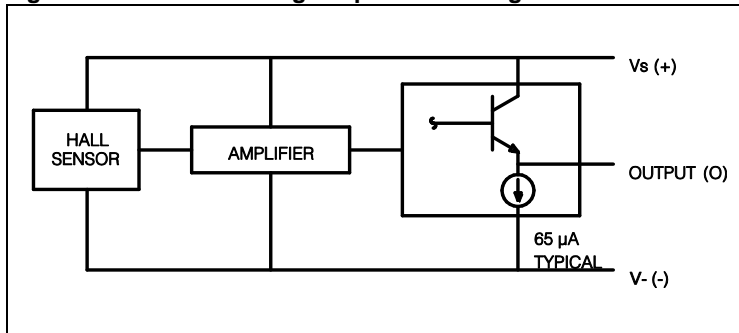 Vs (+)
HALL
SENSOR
AMPLIFIER
OUTPUT (O)
65 µA
TYPICAL
V- (-)